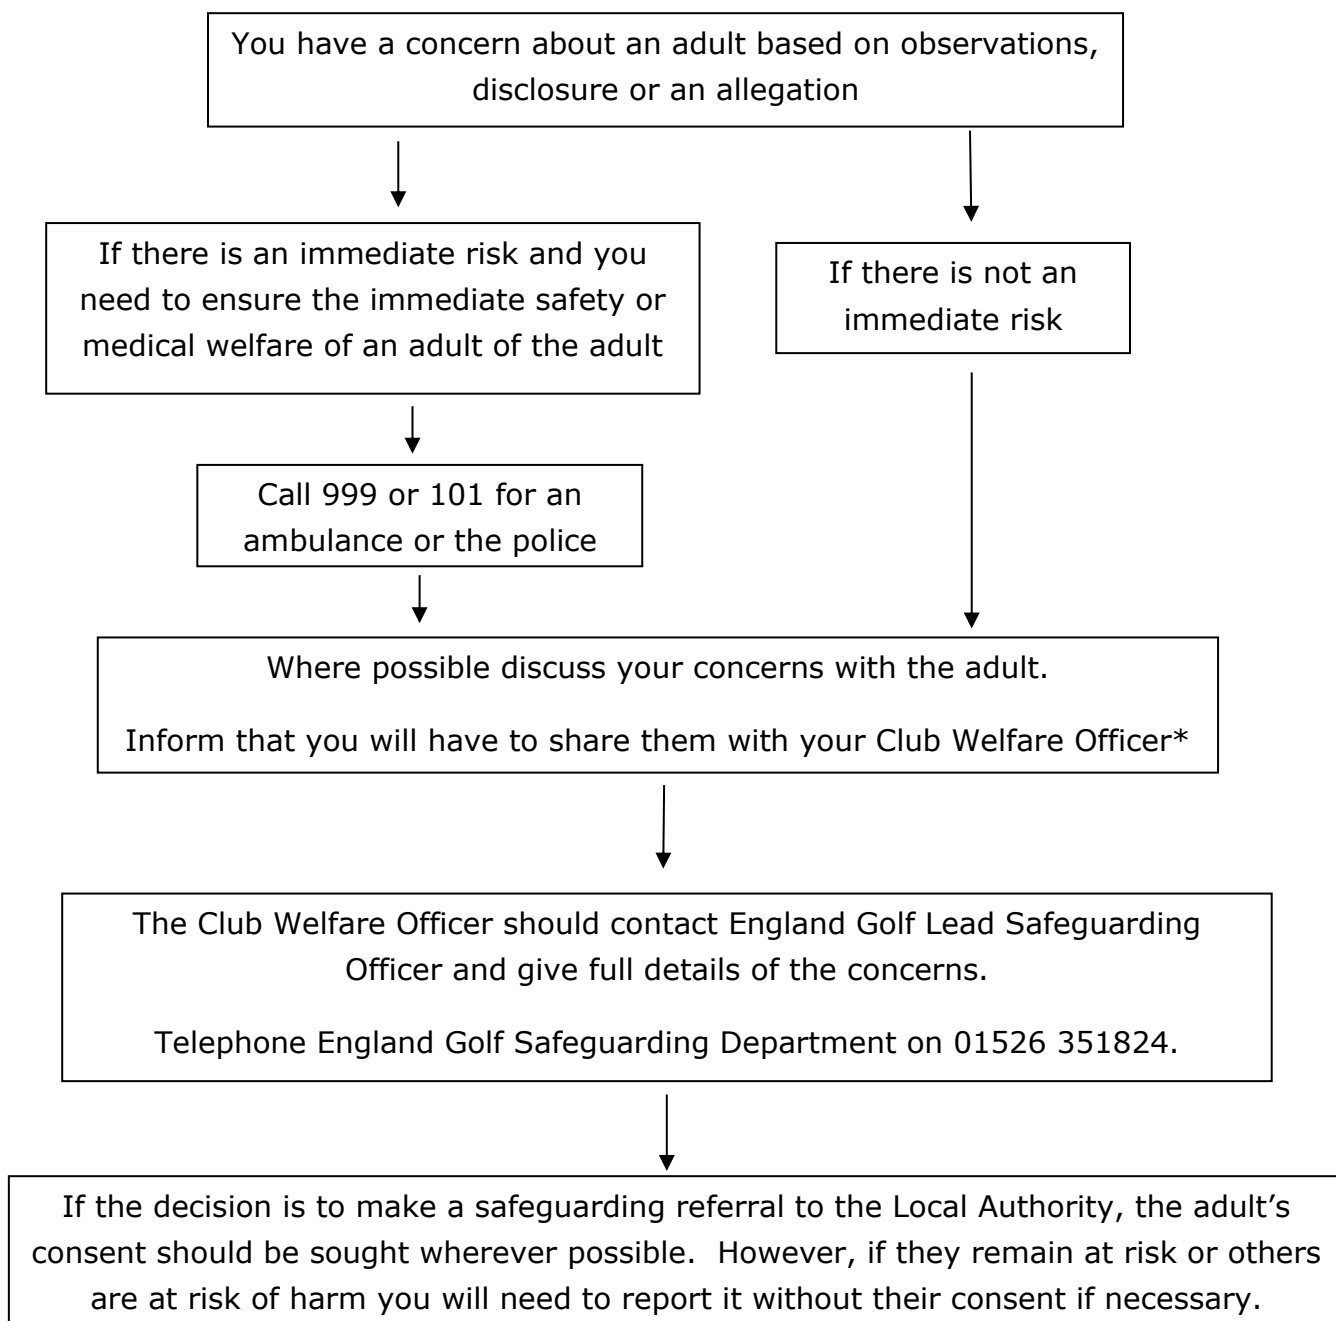 You have a concern about an adult based on observations,
disclosure or an allegation
If there is an immediate risk and you
need to ensure the immediate safety or
medical welfare of an adult of the adult
If there is not an
immediate risk
Call 999 or 101 for an
ambulance or the police
Where possible discuss your concerns with the adult.
Inform that you will have to share them with your Club Welfare Officer*
The Club Welfare Officer should contact England Golf Lead Safeguarding
Officer and give full details of the concerns.
Telephone England Golf Safeguarding Department on 01526 351824.
If the decision is to make a safeguarding referral to the Local Authority, the adult’s
consent should be sought wherever possible.  However, if they remain at risk or others
are at risk of harm you will need to report it without their consent if necessary.